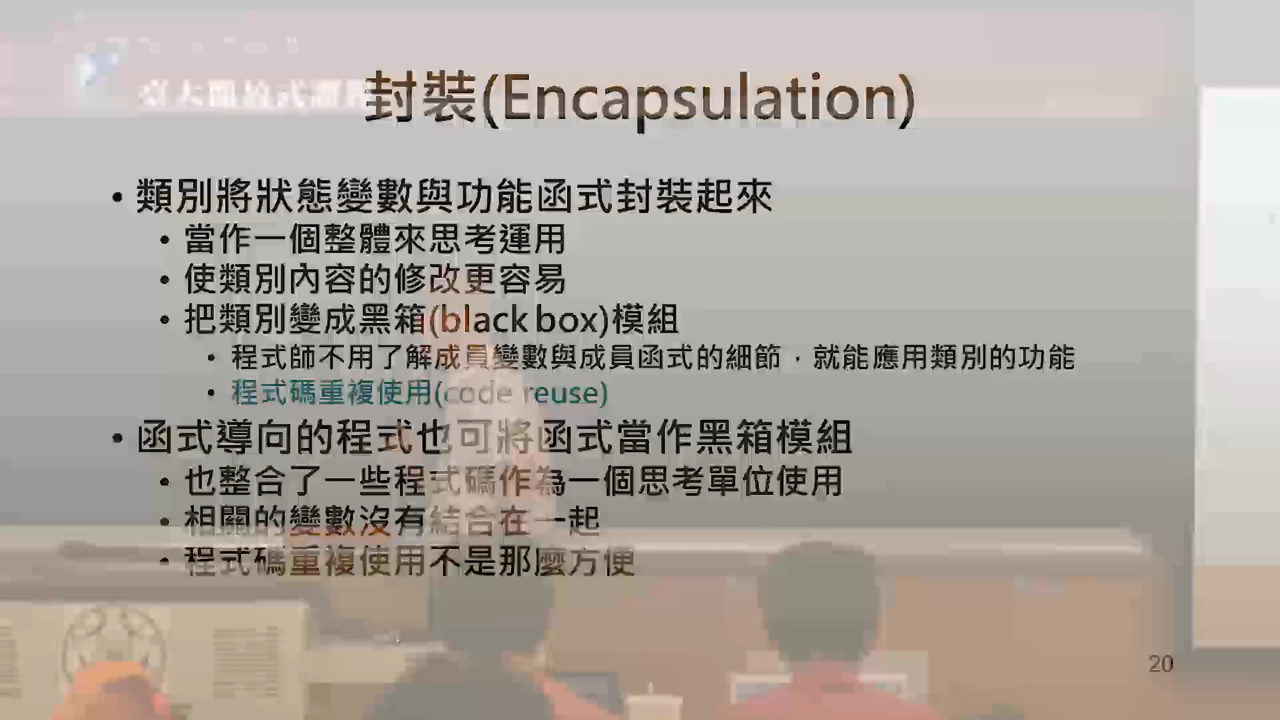 臺大開放式課程
封裝(Encapsulation)
• 類別將狀態變數與功能函式封裝起來
• 當作一個整體來思考運用
• 使類別內容的修改更容易
• 把類別變成黑箱(black box)模組
• 程式師不用了解成員變數與成員函式的細節，就能應用類別的功能
• 程式碼重複使用(code reuse)
• 函式導向的程式也可將函式當作黑箱模組
• 也整合了一些程式碼作為一個思考單位使用
• 相關的變數沒有結合在一起
• 程式碼重複使用不是那麼方便
20